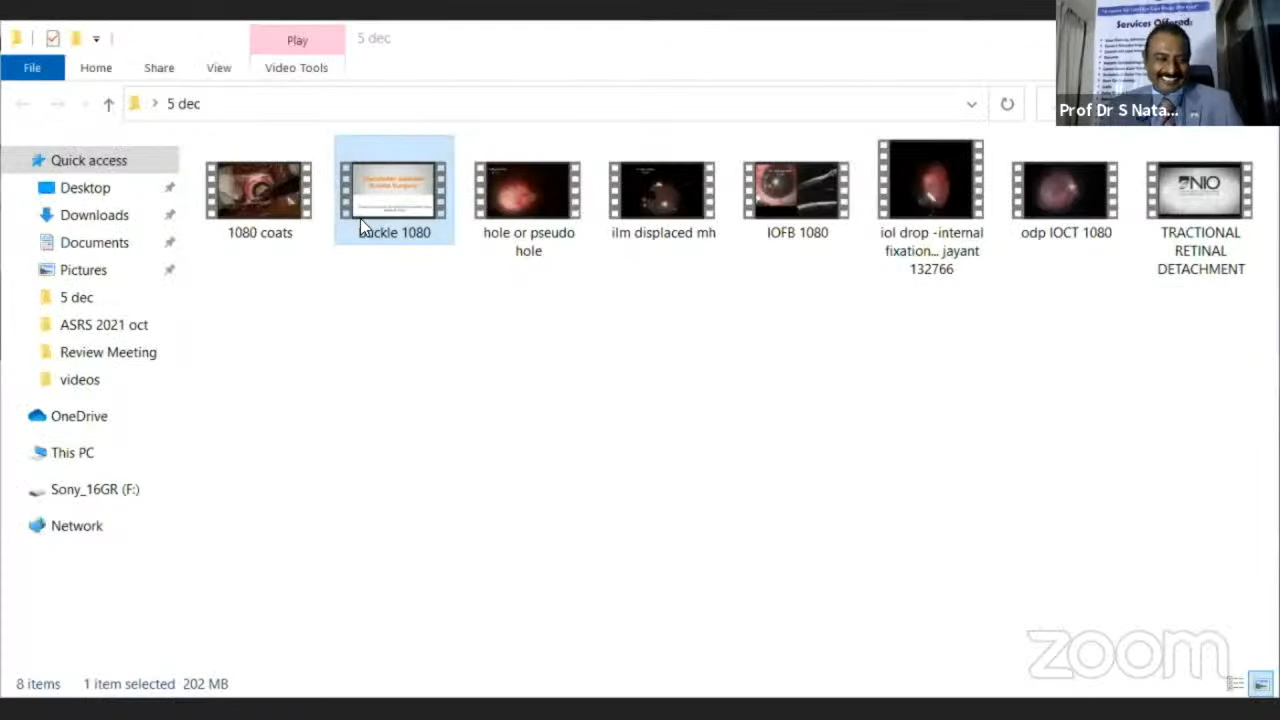 Play
5 dec
File
Home
Share
View
Video Tools
5 dec
Services Offered:
Prof Dr S Nata...
Quick access
Desktop
Downloads
Documents
Pictures
5 dec
ASRS 2021 oct
Review Meeting
videos
OneDrive
This PC
Sony_16GR (F:)
Network
1080 coats
buckle 1080
hole or pseudo
hole
ilm displaced mh
IOFB 1080
iol drop -internal
fixation... jayant
132766
odp IOCT 1080
NIO
TRACTIONAL
RETINAL
DETACHMENT
8 items
1 item selected
202 MB
zoom